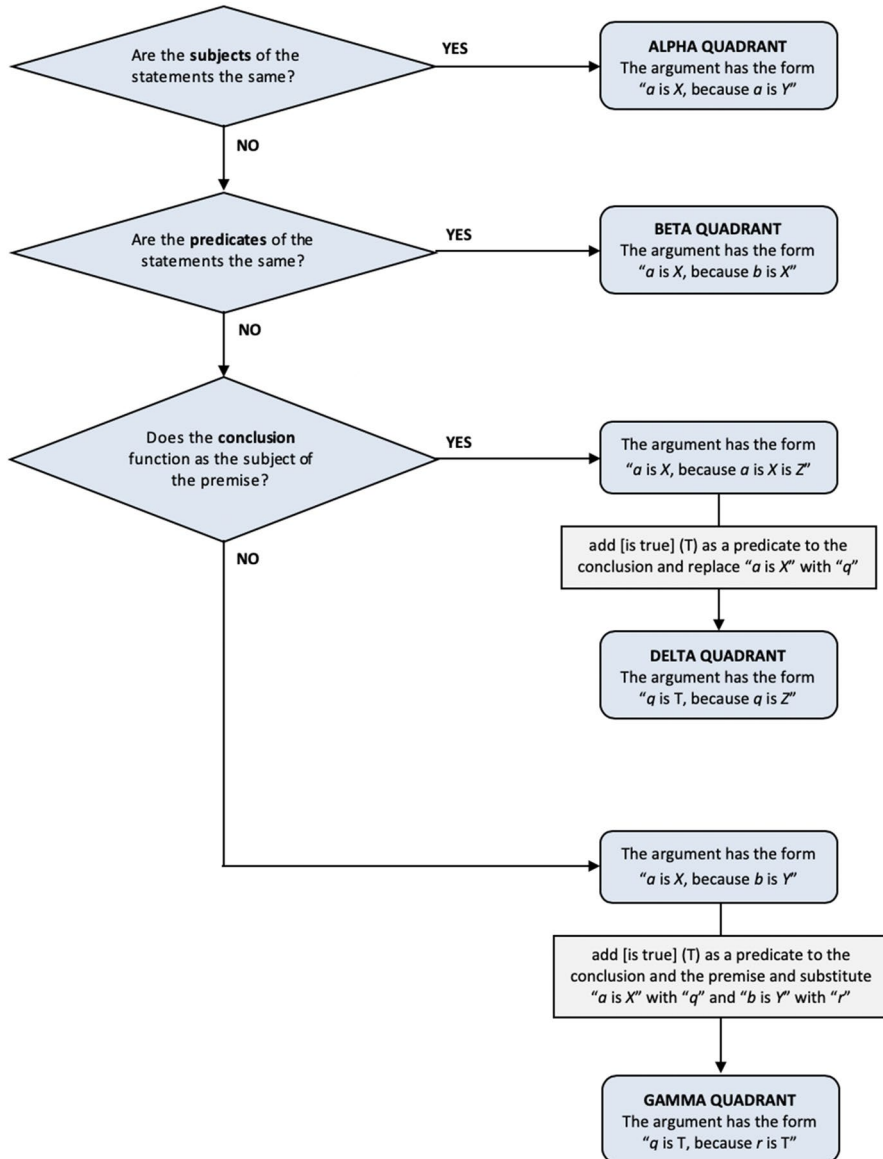 Are the subjects of the
statements the same?
YES
ALPHA QUADRANT
The argument has the form
“a is X, because a is Y”
NO
Are the predicates of the
statements the same?
YES
BETA QUADRANT
The argument has the form
“a is X, because b is X”
NO
Does the conclusion
function as the subject of
the premise?
YES
The argument has the form
“a is X, because a is X is Z”
add [is true] (T) as a predicate to the
conclusion and replace “a is X” with “q”
DELTA QUADRANT
The argument has the form
“q is T, because q is Z”
NO
The argument has the form
“a is X, because b is Y”
add [is true] (T) as a predicate to the
conclusion and the premise and substitute
“a is X” with “q” and “b is Y” with “r”
GAMMA QUADRANT
The argument has the form
“q is T, because r is T”